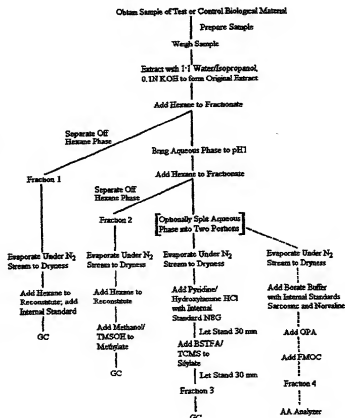 Obtain Sample of Test or Control Biological Material
Prepare Sample
Weigh Sample
Extract with 1:1 Water/Isopropanol,
0.1N KOH to form Original Extract
Add Hexane to Fractionate
Separate Off
Hexane Phase
Bring Aqueous Phase to pH1
Fraction 1
Add Hexane to Fractionate
Separate Off
Hexane Phase
Fraction 2
Optionally Split Aqueous
Phase into Two Portions
Evaporate Under N2
Stream to Dryness
Evaporate Under N2
Stream to Dryness
Evaporate Under N2
Stream to Dryness
Evaporate Under N2
Stream to Dryness
Add Hexane to
Reconstitute; add
Internal Standard
Add Hexane to
Reconstitute
Add Pyridine/
Hydroxylamine HCl
with Internal
Standard N8G
Add Borate Buffer
with Internal Standards
Sarcosine and Norvaline
GC
Add Methanol/
TMSOH to
Methylate
Let Stand 30 min
Add OPA
Add BSTFA/
TCMS to
Silylate
Add FMOC
GC
Let Stand 30 min
Fraction 3
Fraction 4
GC
AA Analyzer